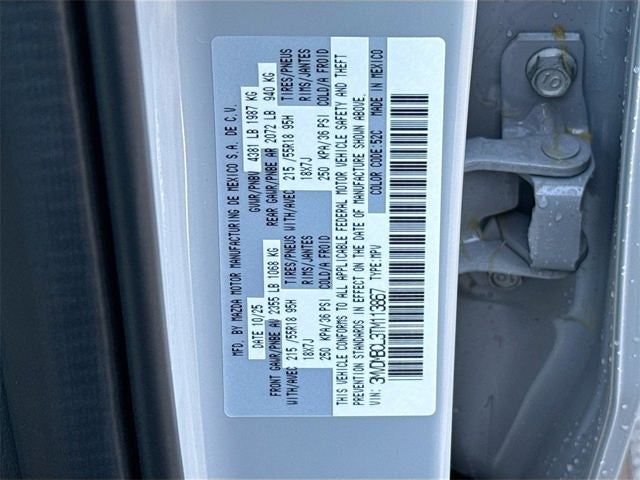 MFD. BY MAZDA MOTOR MANUFACTURING DE MEXICO S.A. DE C.V.
DATE 10/25 GVWR/PNBV 4381 LB 1987 KG
FRONT GAWR/PNBE AV 2355 LB 1068 KG REAR GAWR/PNBE AR 2072 LB 940 KG
WITH/AVEC TIRES/PNEUS WITH/AVEC TIRES/PNEUS
215/55R18 95H RIMS/JANTES 215/55R18 95H RIMS/JANTES
18X7J 18X7J
250 KPA/36 PSI COLD/A FROID 250 KPA/36 PSI COLD/A FROID
THIS VEHICLE CONFORMS TO ALL APPLICABLE FEDERAL MOTOR VEHICLE SAFETY AND THEFT
PREVENTION STANDARDS IN EFFECT ON THE DATE OF MANUFACTURE SHOWN ABOVE.
VIN: TYPE:MPV COLOR CODE:52C MADE IN MEXICO
10